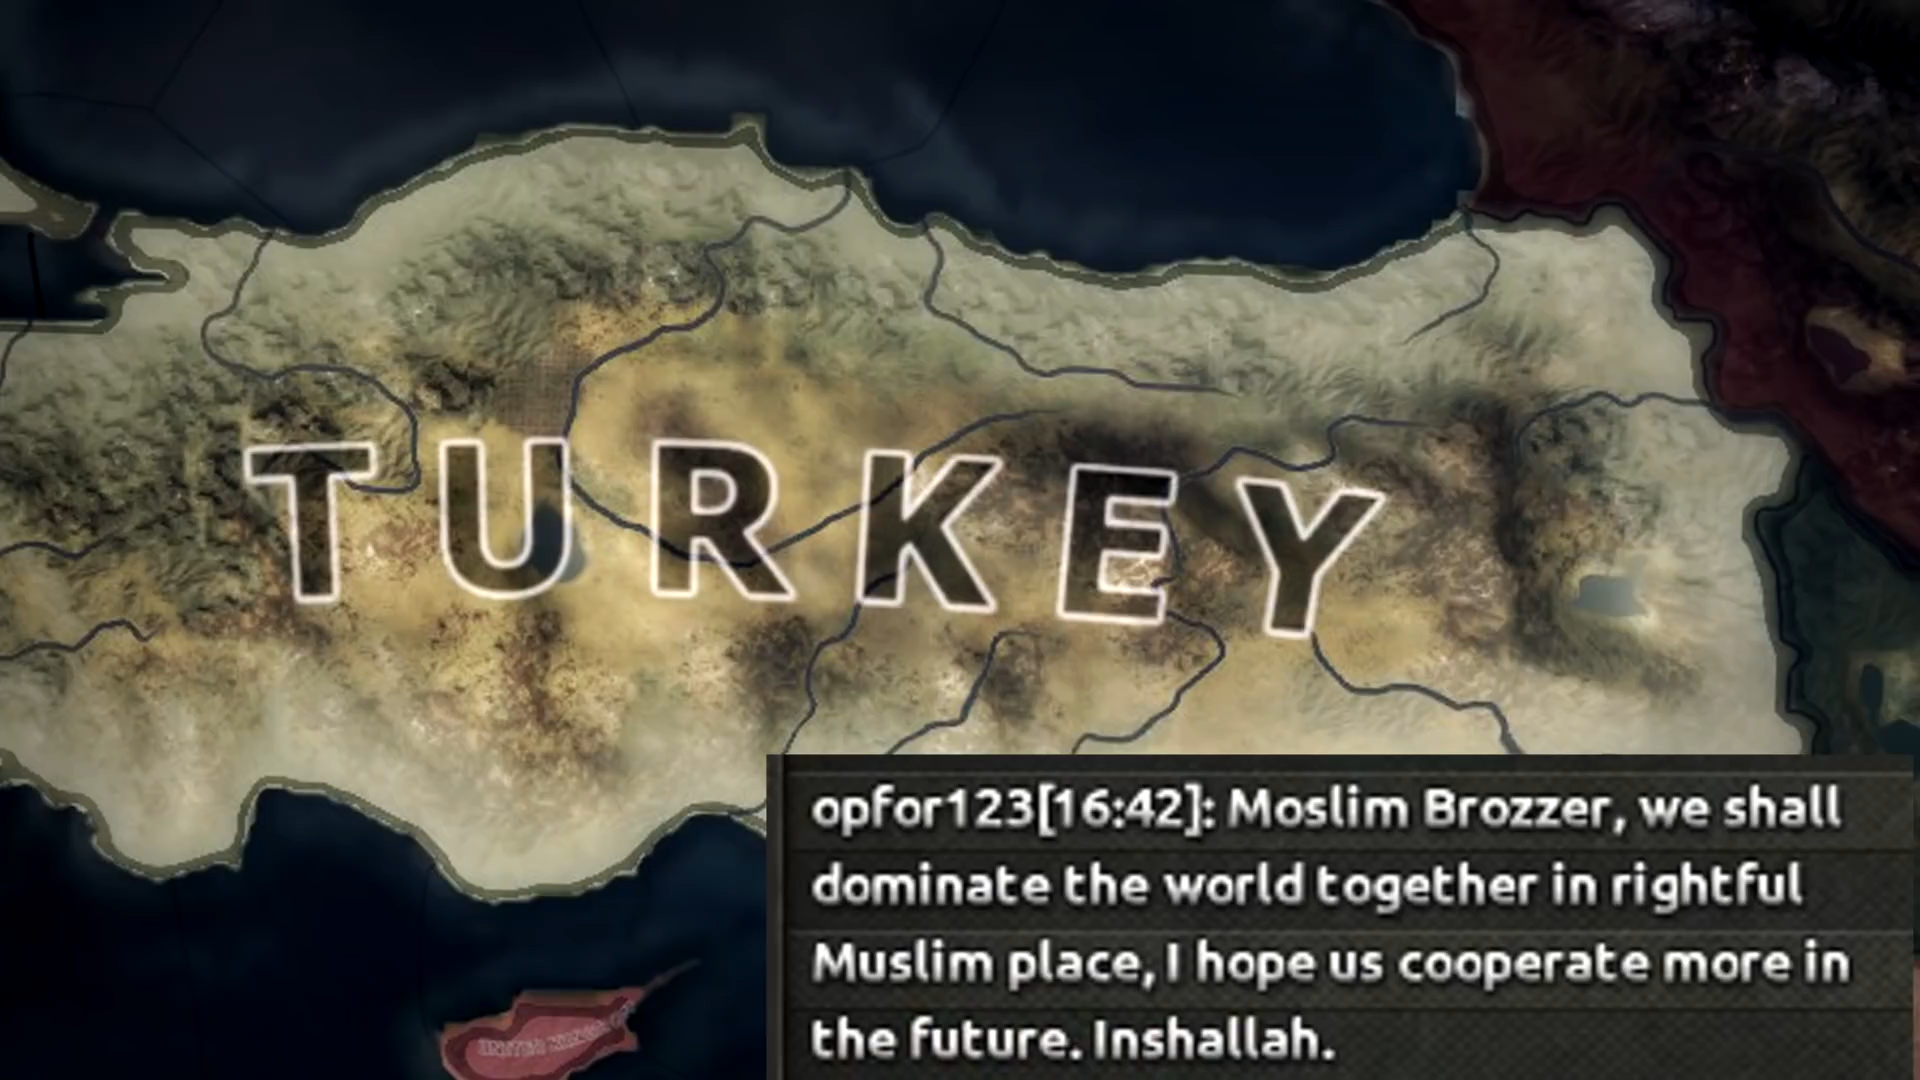 TURKEY
opfor123[16:42]: Moslim Brozzer, we shall
dominate the world together in rightful
Muslim place, I hope us cooperate more in
the future. Inshallah.